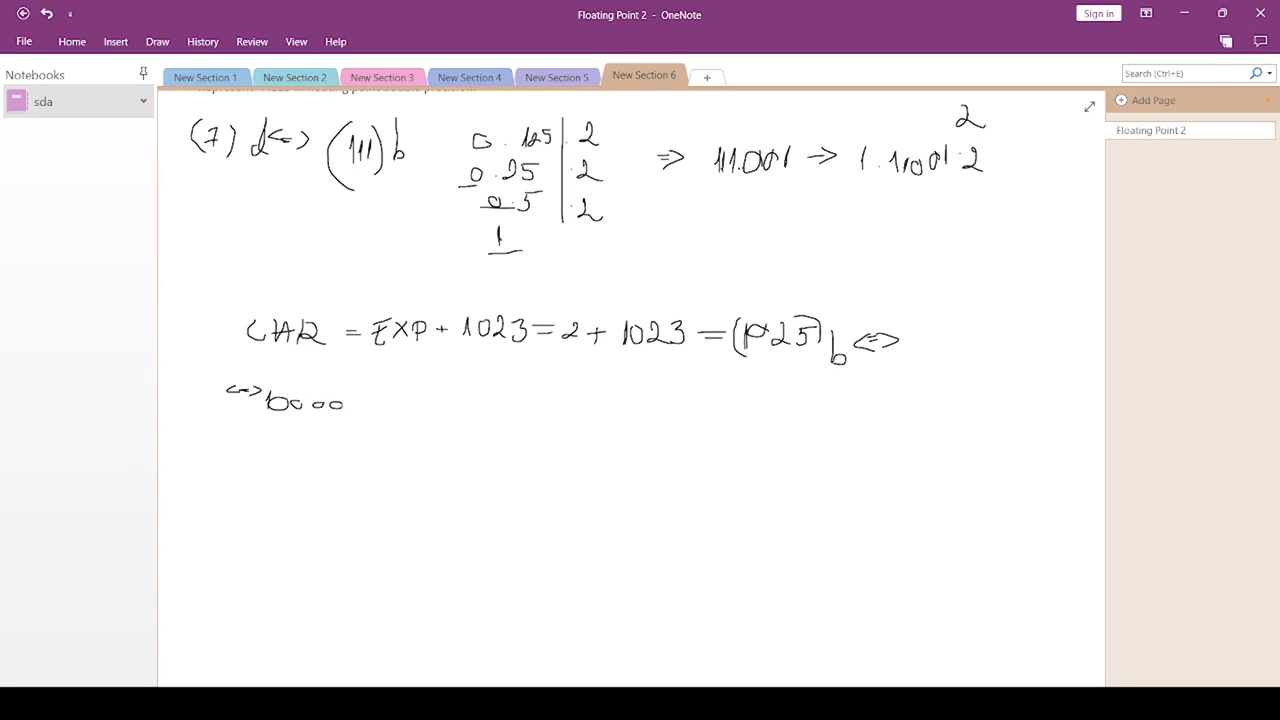 Floating Point 2 - OneNote
Sign in
File Home Insert Draw History Review View Help
Notebooks
sda
New Section 1 New Section 2 New Section 3 New Section 4 New Section 5 New Section 6 +
Search (Ctrl+E)
Add Page
Floating Point 2
(7) d <=> (111) b
0.125 | . 2
0.25 | . 2
0.5 | . 2
1
=> 111.001 => 1.11001 . 2 2
CHAR = EXP + 1023 = 2 + 1023 = (1025) b <=>
<=> 10000